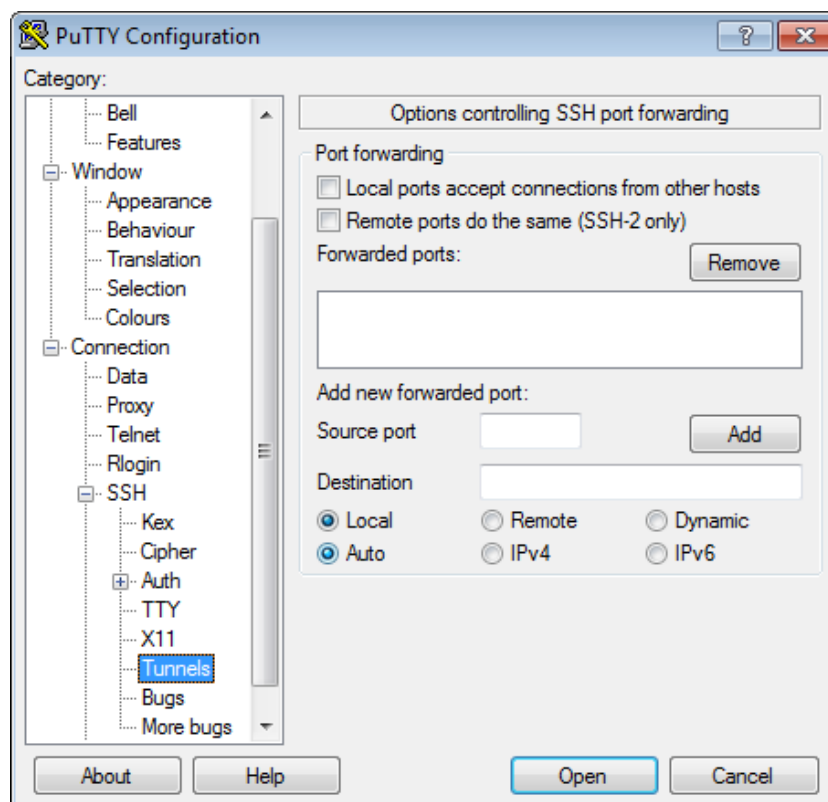 PuTTY Configuration
Category:
Bell
Features
Window
Appearance
Behaviour
Translation
Selection
Colours
Connection
Data
Proxy
Telnet
Rlogin
SSH
Kex
Cipher
Auth
TTY
X11
Tunnels
Bugs
More bugs
Options controlling SSH port forwarding
Port forwarding
Local ports accept connections from other hosts
Remote ports do the same (SSH-2 only)
Forwarded ports:
Remove
Add new forwarded port:
Source port
Add
Destination
Local Remote Dynamic
Auto IPv4 IPv6
About Help Open Cancel